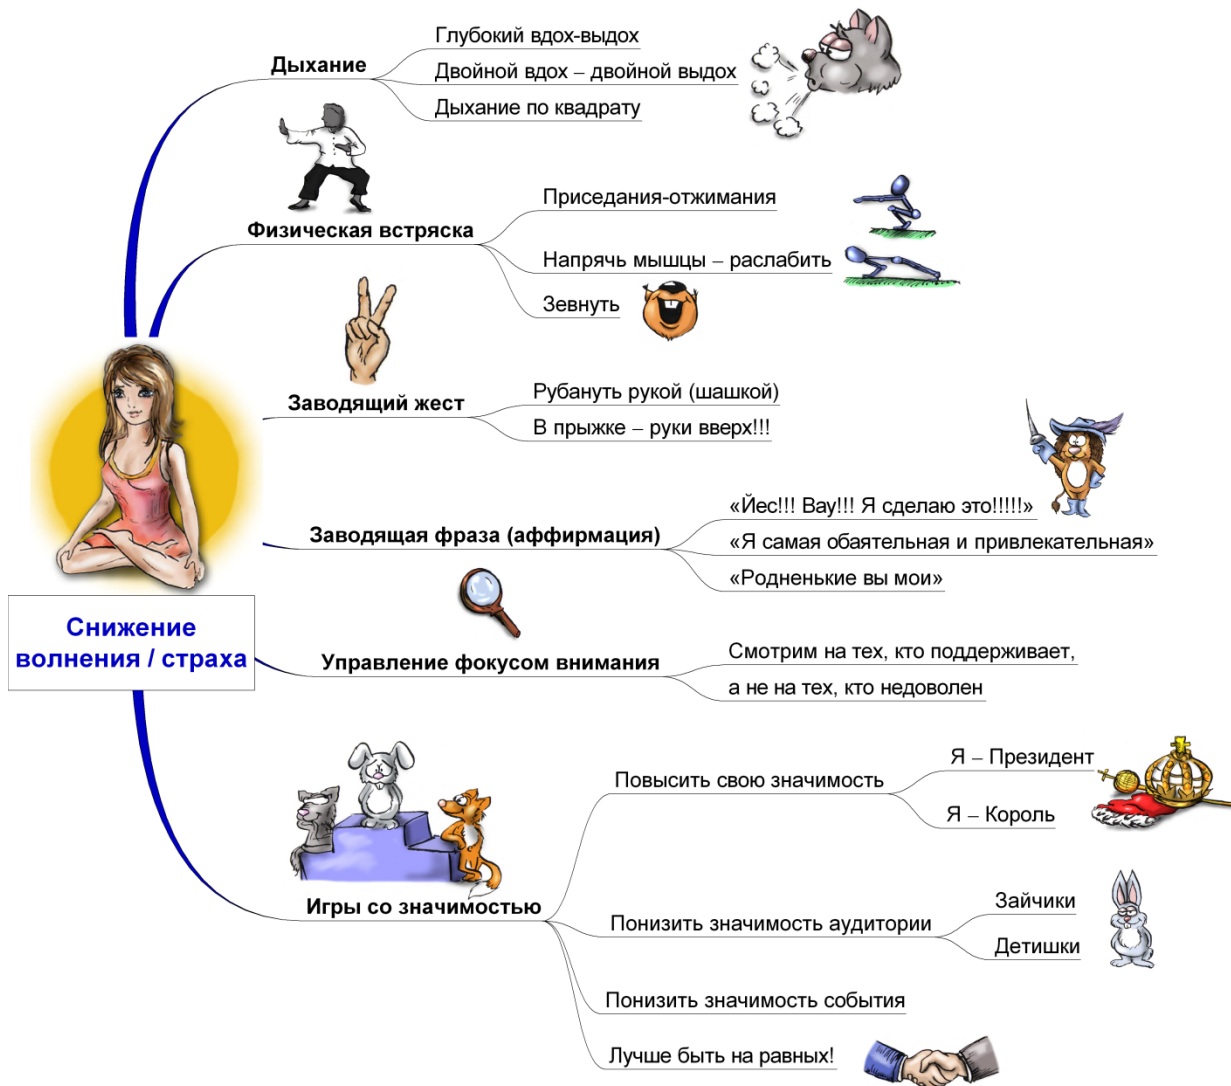 Снижение
волнения / страха
Дыхание
Глубокий вдох-выдох
Двойной вдох – двойной выдох
Дыхание по квадрату
Физическая встряска
Приседания-отжимания
Напрячь мышцы – раслабить
Зевнуть
Заводящий жест
Рубануть рукой (шашкой)
В прыжке – руки вверх!!!
Заводящая фраза (аффирмация)
«Йес!!! Вау!!! Я сделаю это!!!!!»
«Я самая обаятельная и привлекательная»
«Родненькие вы мои»
Управление фокусом внимания
Смотрим на тех, кто поддерживает,
а не на тех, кто недоволен
Игры со значимостью
Повысить свою значимость
Я – Президент
Я – Король
Понизить значимость аудитории
Зайчики
Детишки
Понизить значимость события
Лучше быть на равных!